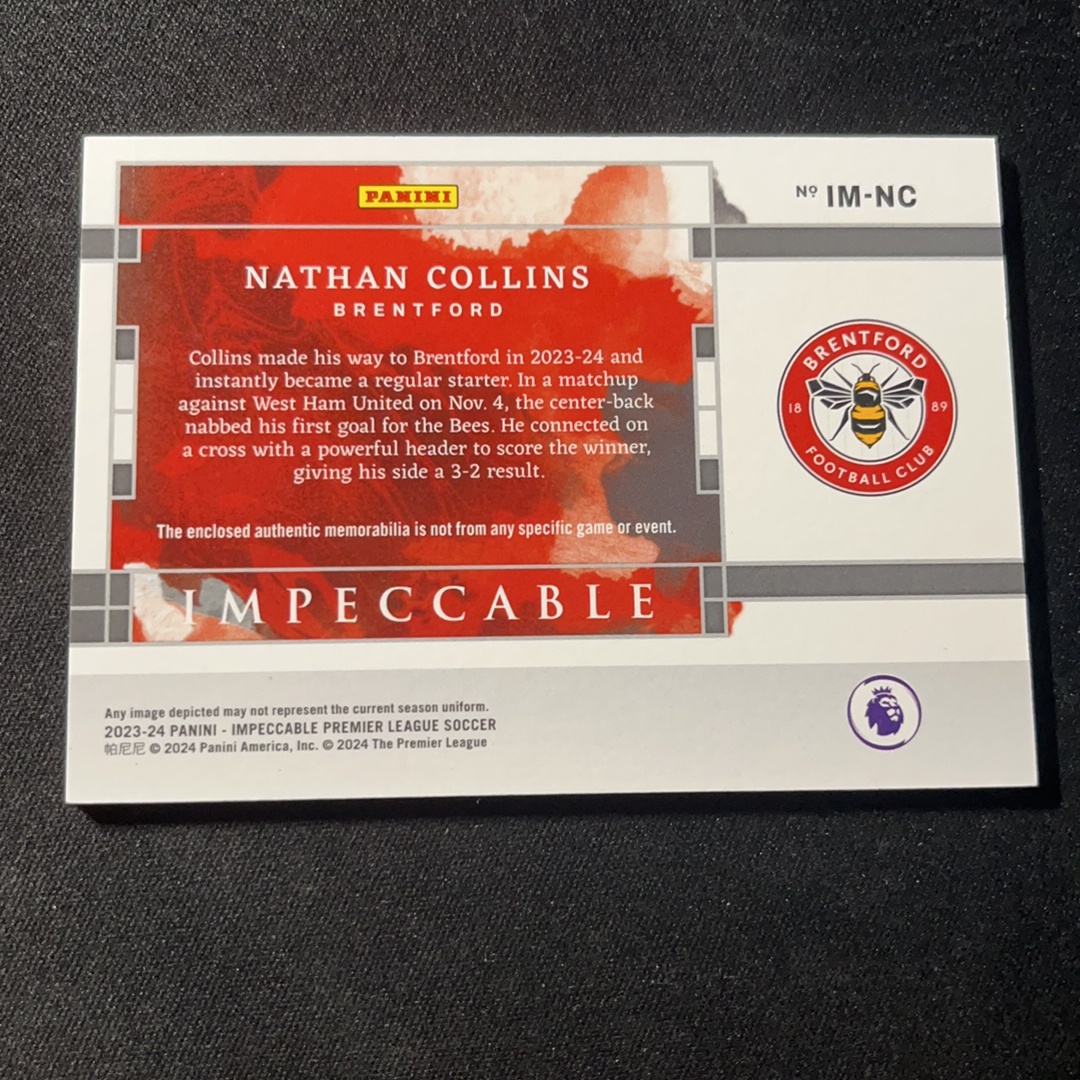 PANINI
Nº IM-NC
NATHAN COLLINS
BRENTFORD
Collins made his way to Brentford in 2023-24 and
instantly became a regular starter. In a matchup
against West Ham United on Nov. 4, the center-back
nabbed his first goal for the Bees. He connected on
a cross with a powerful header to score the winner,
giving his side a 3-2 result.
The enclosed authentic memorabilia is not from any specific game or event.
BRENTFORD
18 89
FOOTBALL CLUB
IMPECCABLE
Any image depicted may not represent the current season uniform.
2023-24 PANINI - IMPECCABLE PREMIER LEAGUE SOCCER
帕尼尼 © 2024 Panini America, Inc. © 2024 The Premier League